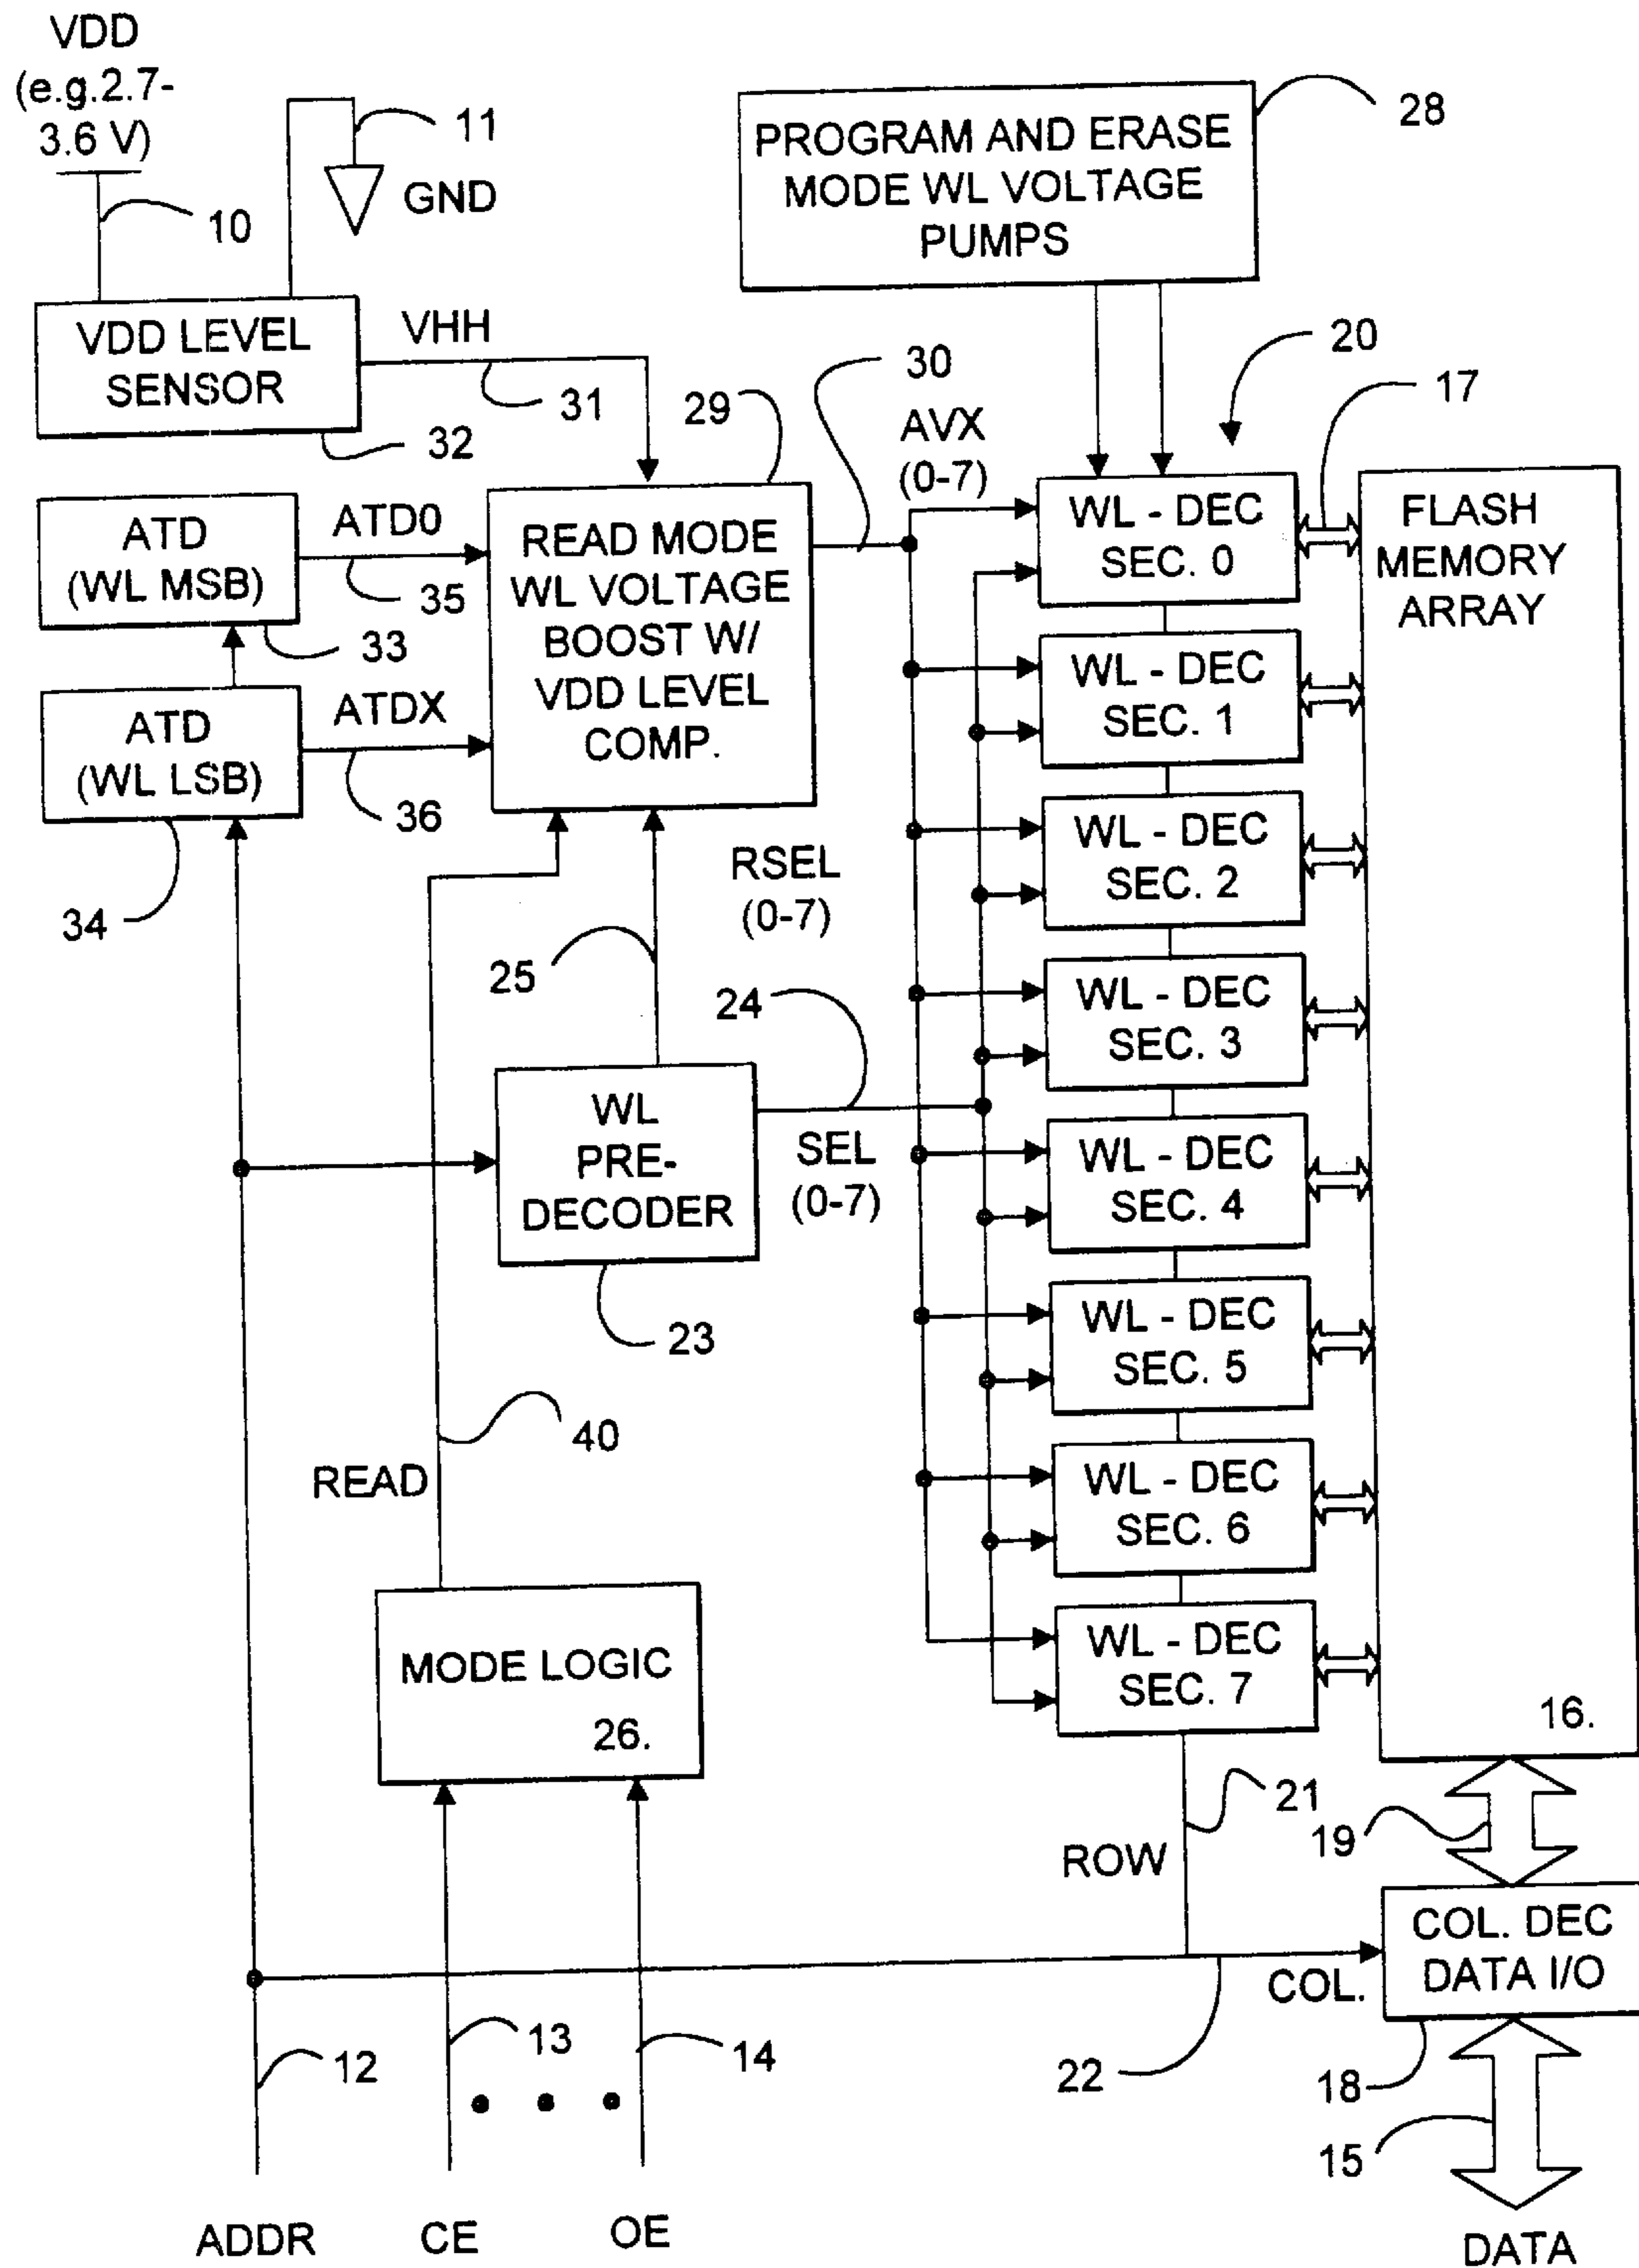 VDD
(e.g.2.7-
3.6 V)
11
GND
10
PROGRAM AND ERASE
MODE WL VOLTAGE
PUMPS
28
VDD LEVEL
SENSOR
VHH
31
32
29
30
AVX
(0-7)
20
17
ATD
(WL MSB)
ATD0
35
33
READ MODE
WL VOLTAGE
BOOST W/
VDD LEVEL
COMP.
ATD
(WL LSB)
ATDX
36
34
WL - DEC
SEC. 0
WL - DEC
SEC. 1
WL - DEC
SEC. 2
WL - DEC
SEC. 3
WL - DEC
SEC. 4
WL - DEC
SEC. 5
WL - DEC
SEC. 6
WL - DEC
SEC. 7
FLASH
MEMORY
ARRAY
16.
RSEL
(0-7)
25
24
WL
PRE-
DECODER
SEL
(0-7)
23
40
READ
MODE LOGIC
26.
21
19
ROW
COL. DEC
DATA I/O
COL.
12
13
14
22
18
15
ADDR
CE
OE
DATA